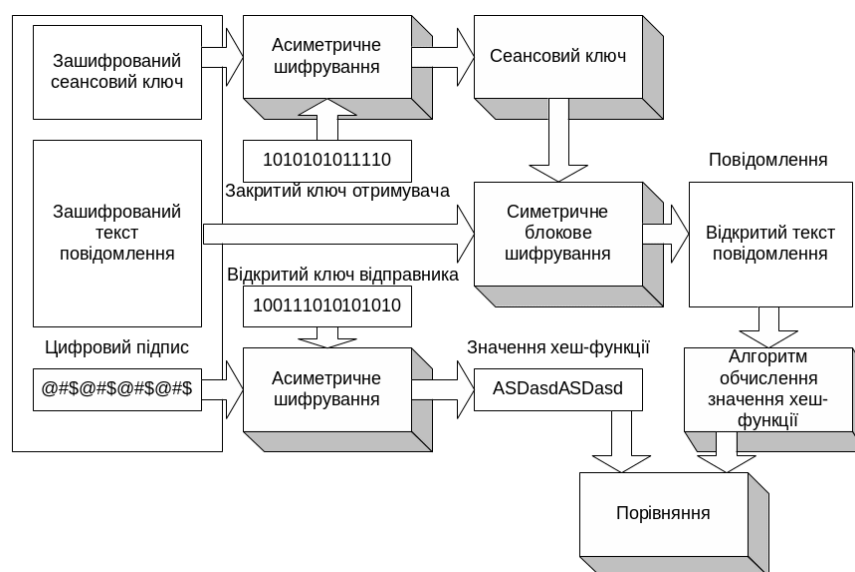 Зашифрований
сеансовий ключ
Асиметричне
шифрування
Сеансовий ключ
1010101011110
Закритий ключ отримувача
Повідомлення
Зашифрований
текст
повідомлення
Симетричне
блокове
шифрування
Відкритий текст
повідомлення
Відкритий ключ відправника
100111010101010
Цифровий підпис
@#$@#$@#$@#$
Асиметричне
шифрування
Значення хеш-функції
ASDasdASDasd
Алгоритм
обчислення
значення хеш-
функції
Порівняння